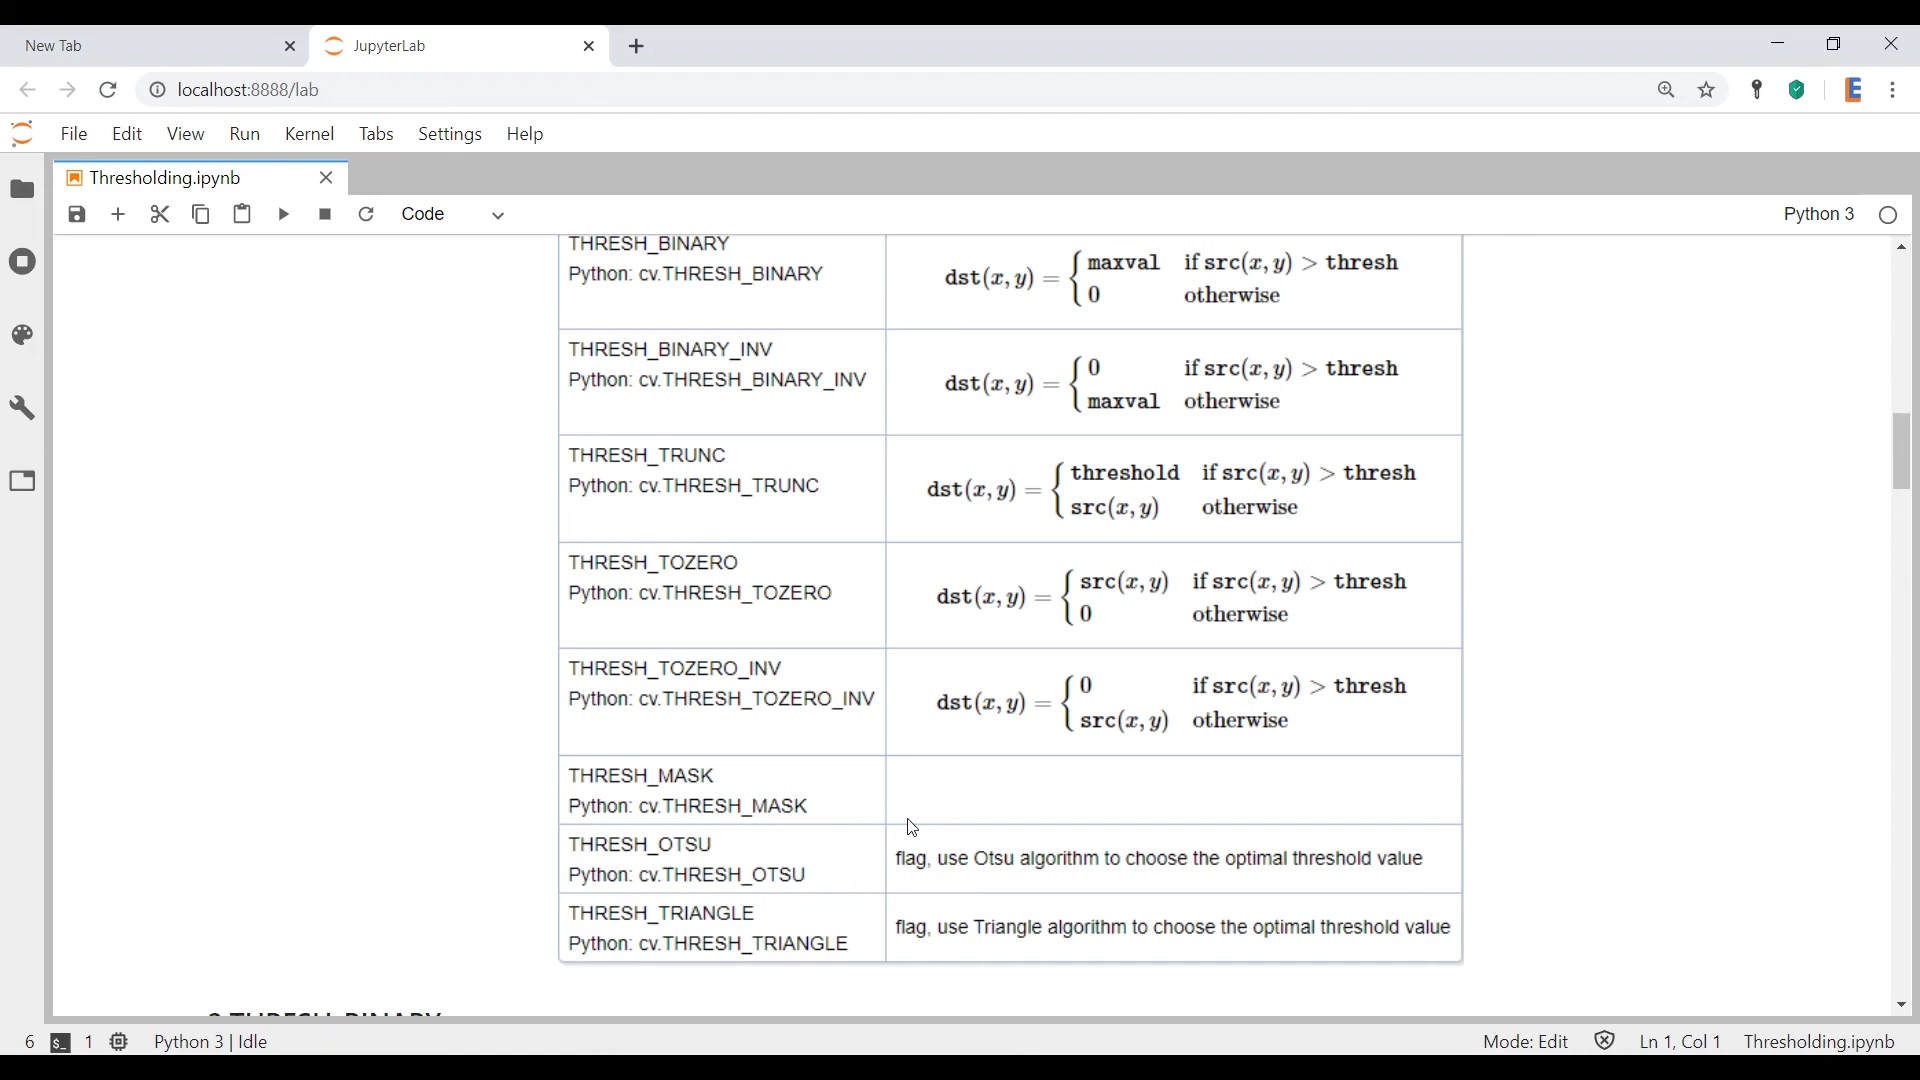 New Tab
JupyterLab
localhost:8888/lab
File Edit View Run Kernel Tabs Settings Help
Thresholding.ipynb
Code
Python 3
THRESH_BINARY
Python: cv.THRESH_BINARY
dst(x, y) = { maxval if src(x, y) > thresh
0 otherwise
THRESH_BINARY_INV
Python: cv.THRESH_BINARY_INV
dst(x, y) = { 0 if src(x, y) > thresh
maxval otherwise
THRESH_TRUNC
Python: cv.THRESH_TRUNC
dst(x, y) = { threshold if src(x, y) > thresh
src(x, y) otherwise
THRESH_TOZERO
Python: cv.THRESH_TOZERO
dst(x, y) = { src(x, y) if src(x, y) > thresh
0 otherwise
THRESH_TOZERO_INV
Python: cv.THRESH_TOZERO_INV
dst(x, y) = { 0 if src(x, y) > thresh
src(x, y) otherwise
THRESH_MASK
Python: cv.THRESH_MASK
THRESH_OTSU
Python: cv.THRESH_OTSU
flag, use Otsu algorithm to choose the optimal threshold value
THRESH_TRIANGLE
Python: cv.THRESH_TRIANGLE
flag, use Triangle algorithm to choose the optimal threshold value
THRESH_BINARY
6 $_ 1 Python 3 | Idle
Mode: Edit Ln 1, Col 1 Thresholding.ipynb